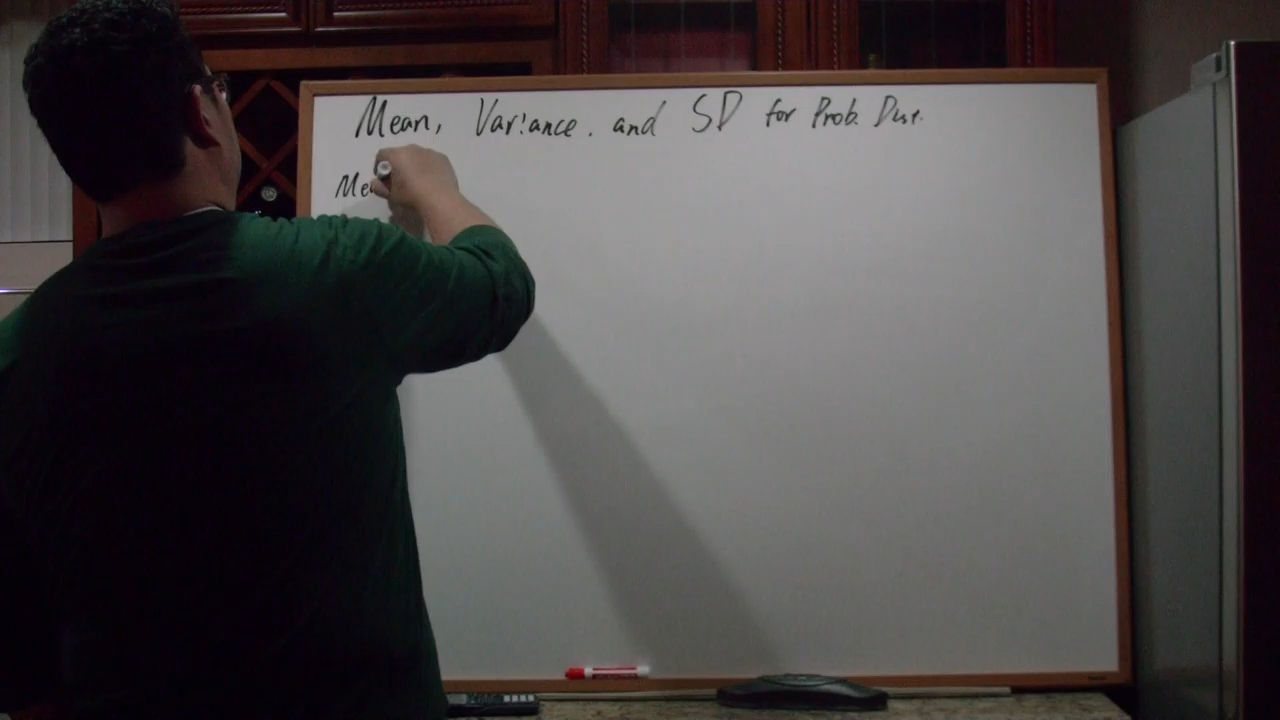 Mean, Variance, and SD for Prob. Dist.
Me